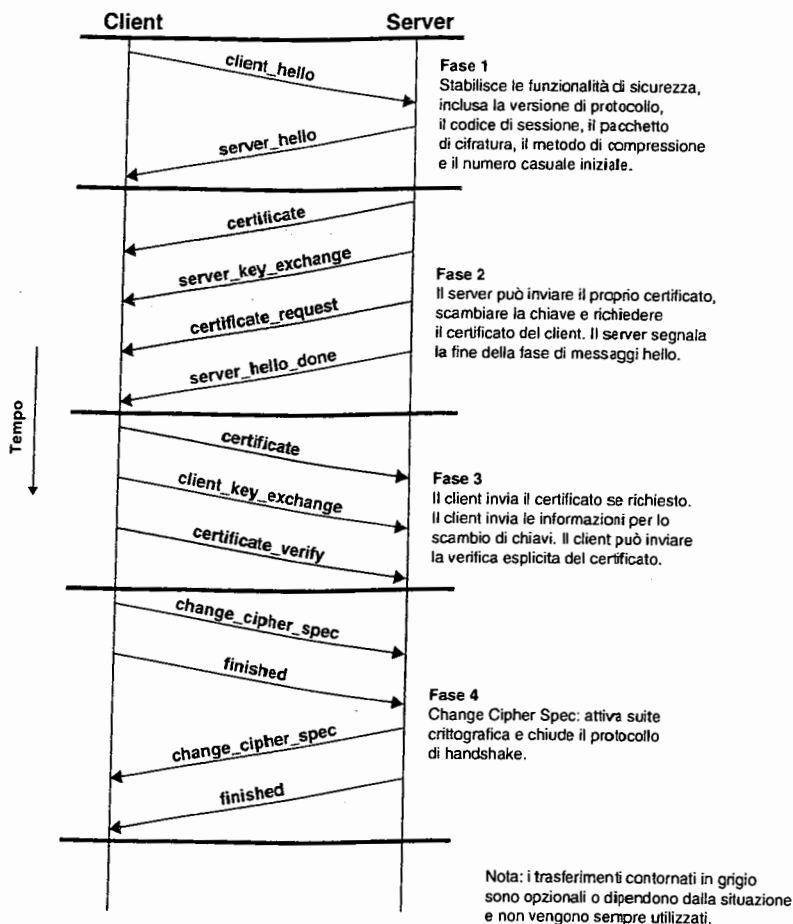 Client
Server
client_hello
server_hello
Fase 1
Stabilisce le funzionalità di sicurezza,
inclusa la versione di protocollo,
il codice di sessione, il pacchetto
di cifratura, il metodo di compressione
e il numero casuale iniziale.
certificate
server_key_exchange
certificate_request
server_hello_done
Fase 2
Il server può inviare il proprio certificato,
scambiare la chiave e richiedere
il certificato del client. Il server segnala
la fine della fase di messaggi hello.
Tempo
certificate
client_key_exchange
certificate_verify
Fase 3
Il client invia il certificato se richiesto.
Il client invia le informazioni per lo
scambio di chiavi. Il client può inviare
la verifica esplicita del certificato.
change_cipher_spec
finished
change_cipher_spec
finished
Fase 4
Change Cipher Spec: attiva suite
crittografica e chiude il protocollo
di handshake.
Nota: i trasferimenti contornati in grigio
sono opzionali o dipendono dalla situazione
e non vengono sempre utilizzati.